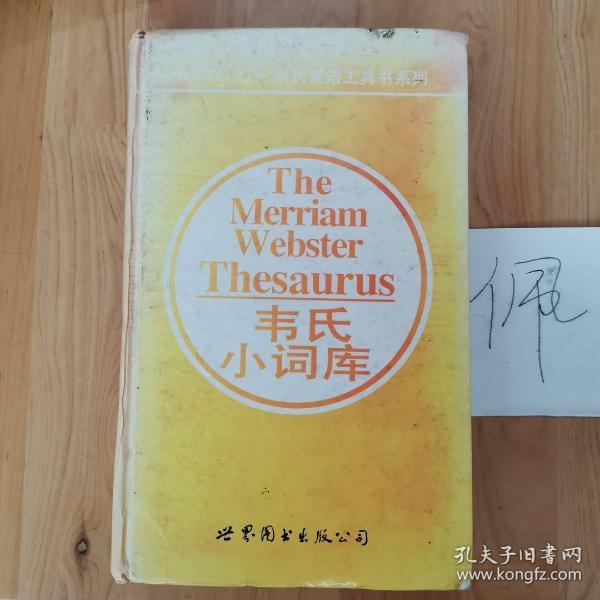 韦氏英语工具书系列
The
Merriam
Webster
Thesaurus
韦氏
小词库
世界图书出版公司
佩
孔夫子旧书网
www.kongfz.com